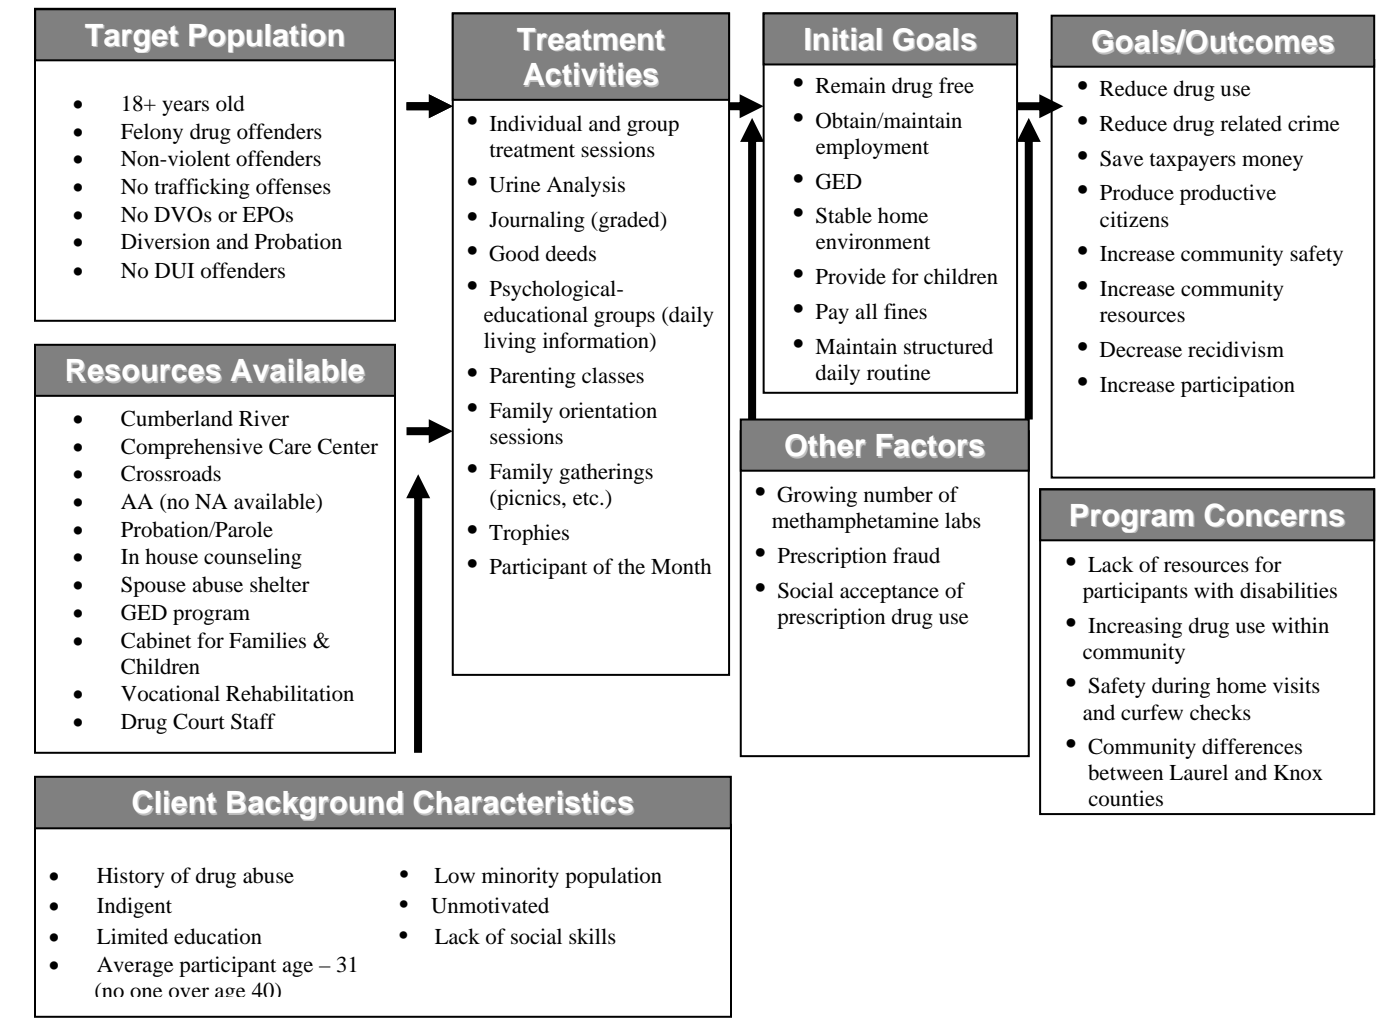 Target Population
• 18+ years old
• Felony drug offenders
• Non-violent offenders
• No trafficking offenses
• No DVOs or EPOs
• Diversion and Probation
• No DUI offenders
Resources Available
• Cumberland River
• Comprehensive Care Center
• Crossroads
• AA (no NA available)
• Probation/Parole
• In house counseling
• Spouse abuse shelter
• GED program
• Cabinet for Families &
Children
• Vocational Rehabilitation
• Drug Court Staff
Treatment
Activities
• Individual and group
treatment sessions
• Urine Analysis
• Journaling (graded)
• Good deeds
• Psychological-
educational groups (daily
living information)
• Parenting classes
• Family orientation
sessions
• Family gatherings
(picnics, etc.)
• Trophies
• Participant of the Month
Initial Goals
• Remain drug free
• Obtain/maintain
employment
• GED
• Stable home
environment
• Provide for children
• Pay all fines
• Maintain structured
daily routine
Other Factors
• Growing number of
methamphetamine labs
• Prescription fraud
• Social acceptance of
prescription drug use
Goals/Outcomes
• Reduce drug use
• Reduce drug related crime
• Save taxpayers money
• Produce productive
citizens
• Increase community safety
• Increase community
resources
• Decrease recidivism
• Increase participation
Program Concerns
• Lack of resources for
participants with disabilities
• Increasing drug use within
community
• Safety during home visits
and curfew checks
• Community differences
between Laurel and Knox
counties
Client Background Characteristics
• History of drug abuse
• Indigent
• Limited education
• Average participant age – 31
(no one over age 40)
• Low minority population
• Unmotivated
• Lack of social skills